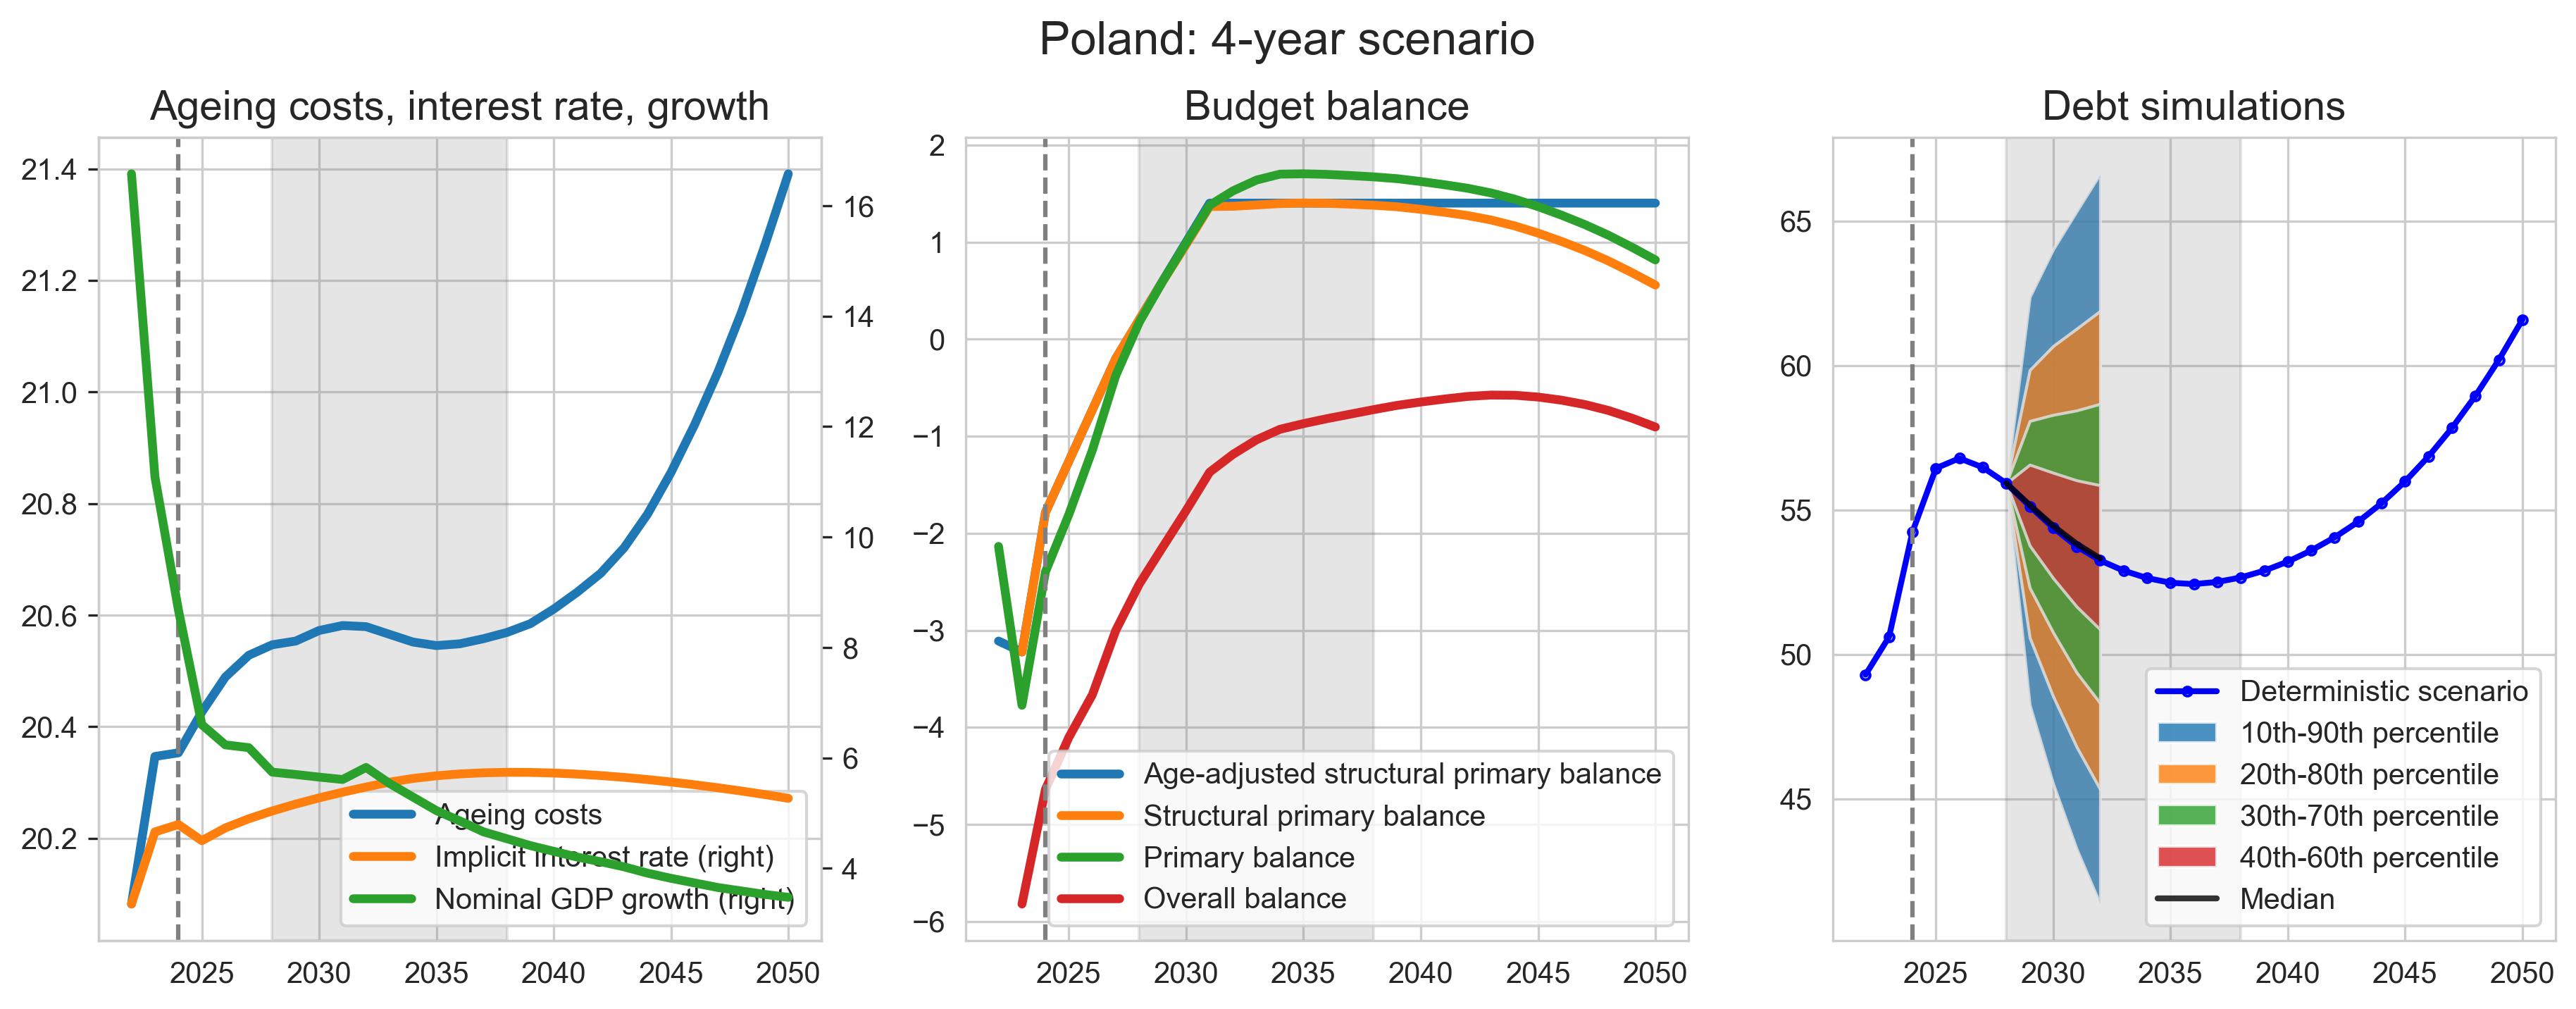 Poland: 4-year scenario
Ageing costs, interest rate, growth
21.4
21.2
21.0
20.8
20.6
20.4
20.2
16
14
12
10
8
6
4
Ageing costs
Implicit interest rate (right)
Nominal GDP growth (right)
2025 2030 2035 2040 2045 2050
Budget balance
2
1
0
−1
−2
−3
−4
−5
−6
Age-adjusted structural primary balance
Structural primary balance
Primary balance
Overall balance
2025 2030 2035 2040 2045 2050
Debt simulations
65
60
55
50
45
Deterministic scenario
10th-90th percentile
20th-80th percentile
30th-70th percentile
40th-60th percentile
Median
2025 2030 2035 2040 2045 2050